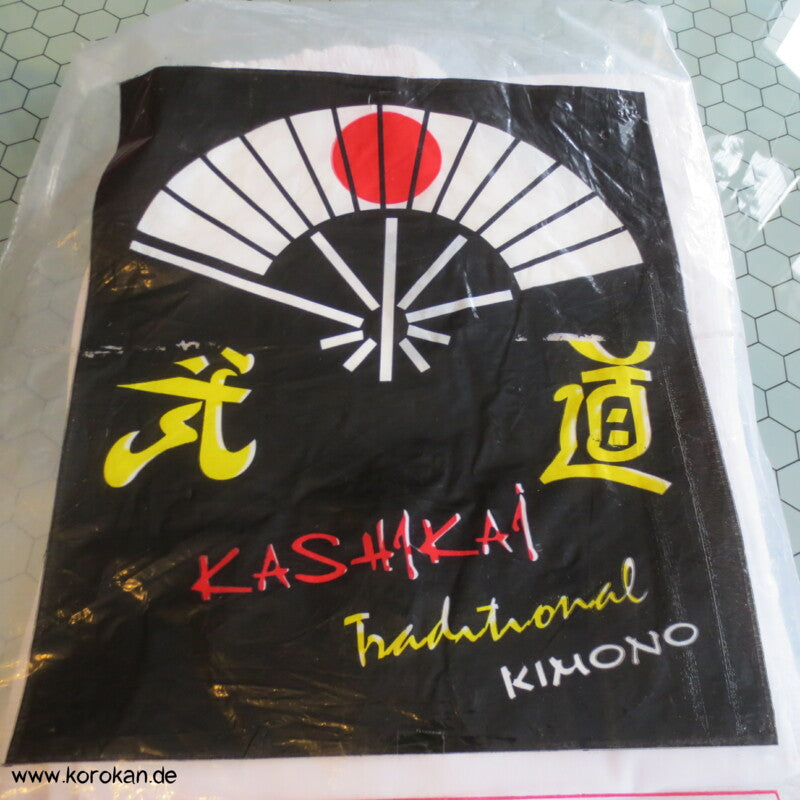 武道
KASHIKAI
Traditional
KIMONO
www.korokan.de